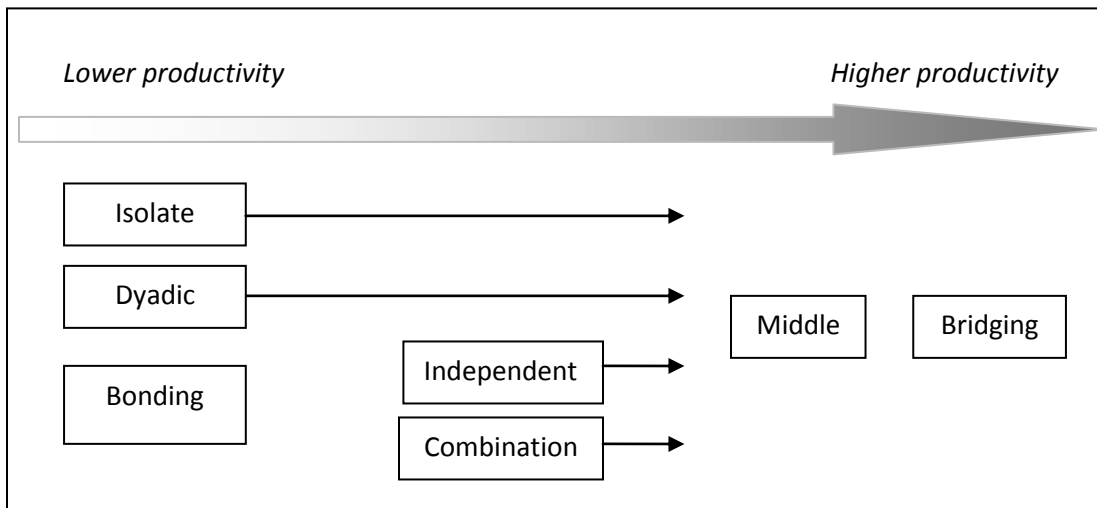 Lower productivity
Higher productivity
Isolate
Dyadic
Middle
Bridging
Independent
Bonding
Combination